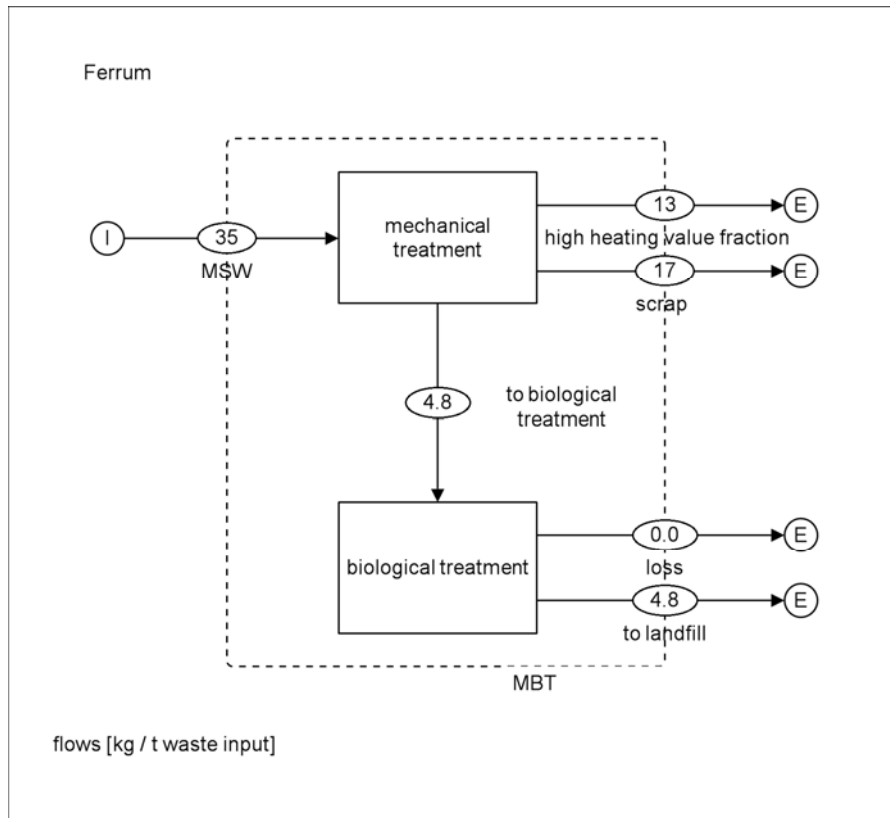 Ferrum
mechanical
treatment
13
E
I
35
high heating value fraction
MSW
17
E
scrap
4.8
to biological
treatment
biological treatment
0.0
E
loss
4.8
E
to landfill
MBT
flows [kg / t waste input]